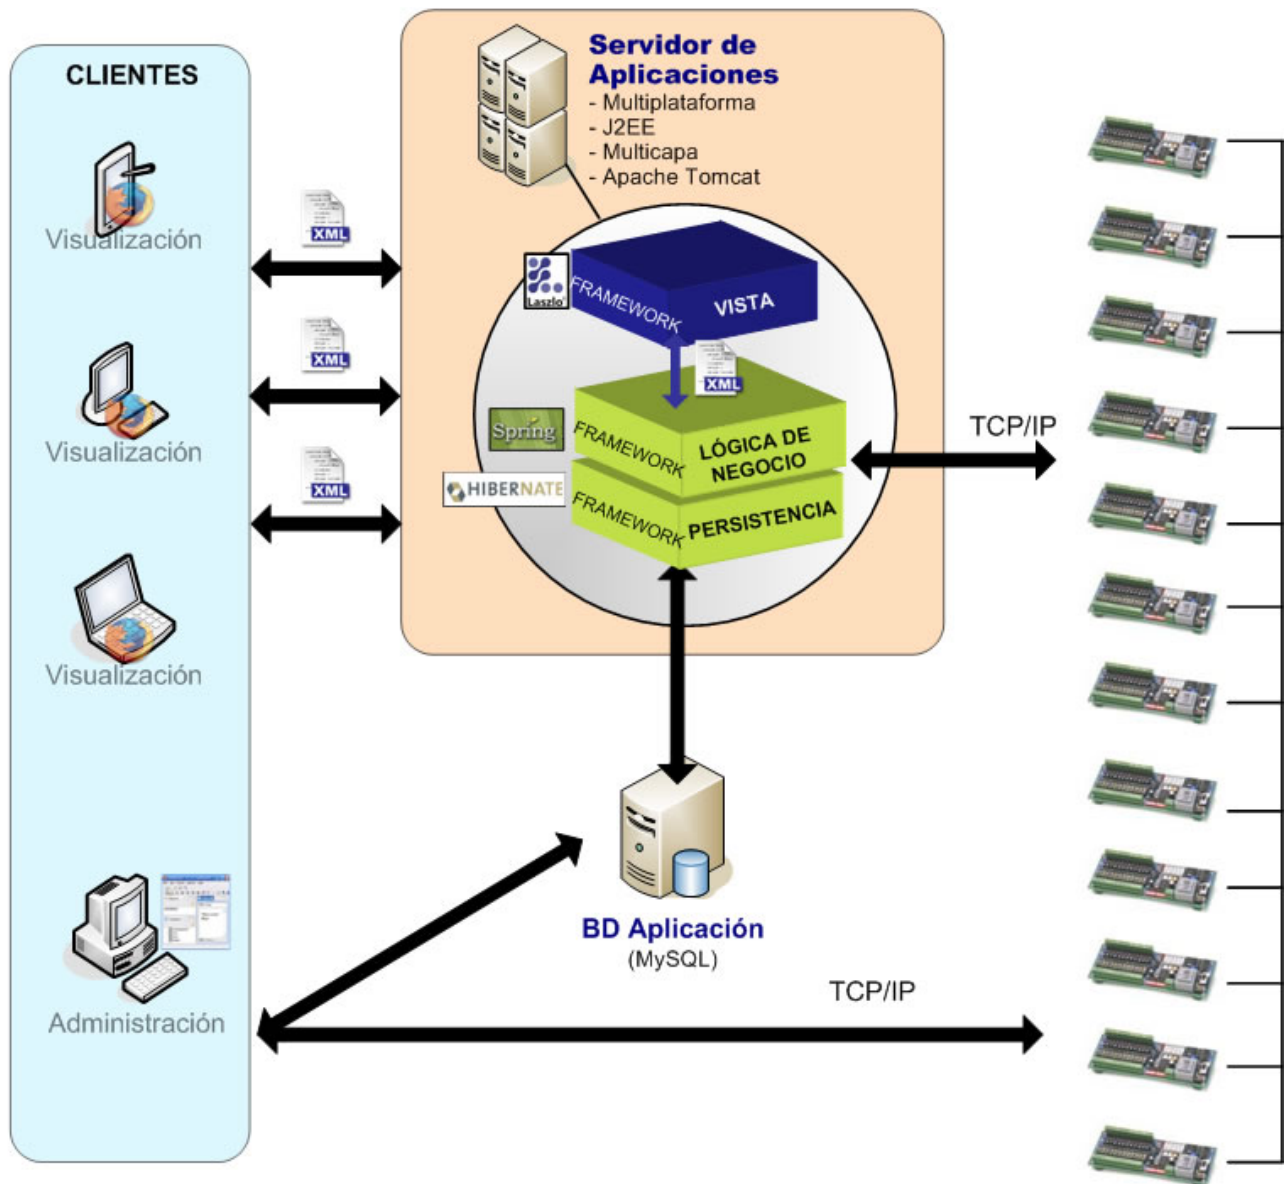 CLIENTES
Visualización
Visualización
Visualización
Administración
XML
XML
XML
Servidor de
Aplicaciones
- Multiplataforma
- J2EE
- Multicapa
- Apache Tomcat
Laszlo
FRAMEWORK
VISTA
XML
Spring
FRAMEWORK
LÓGICA DE
NEGOCIO
HIBERNATE
FRAMEWORK
PERSISTENCIA
TCP/IP
BD Aplicación
(MySQL)
TCP/IP